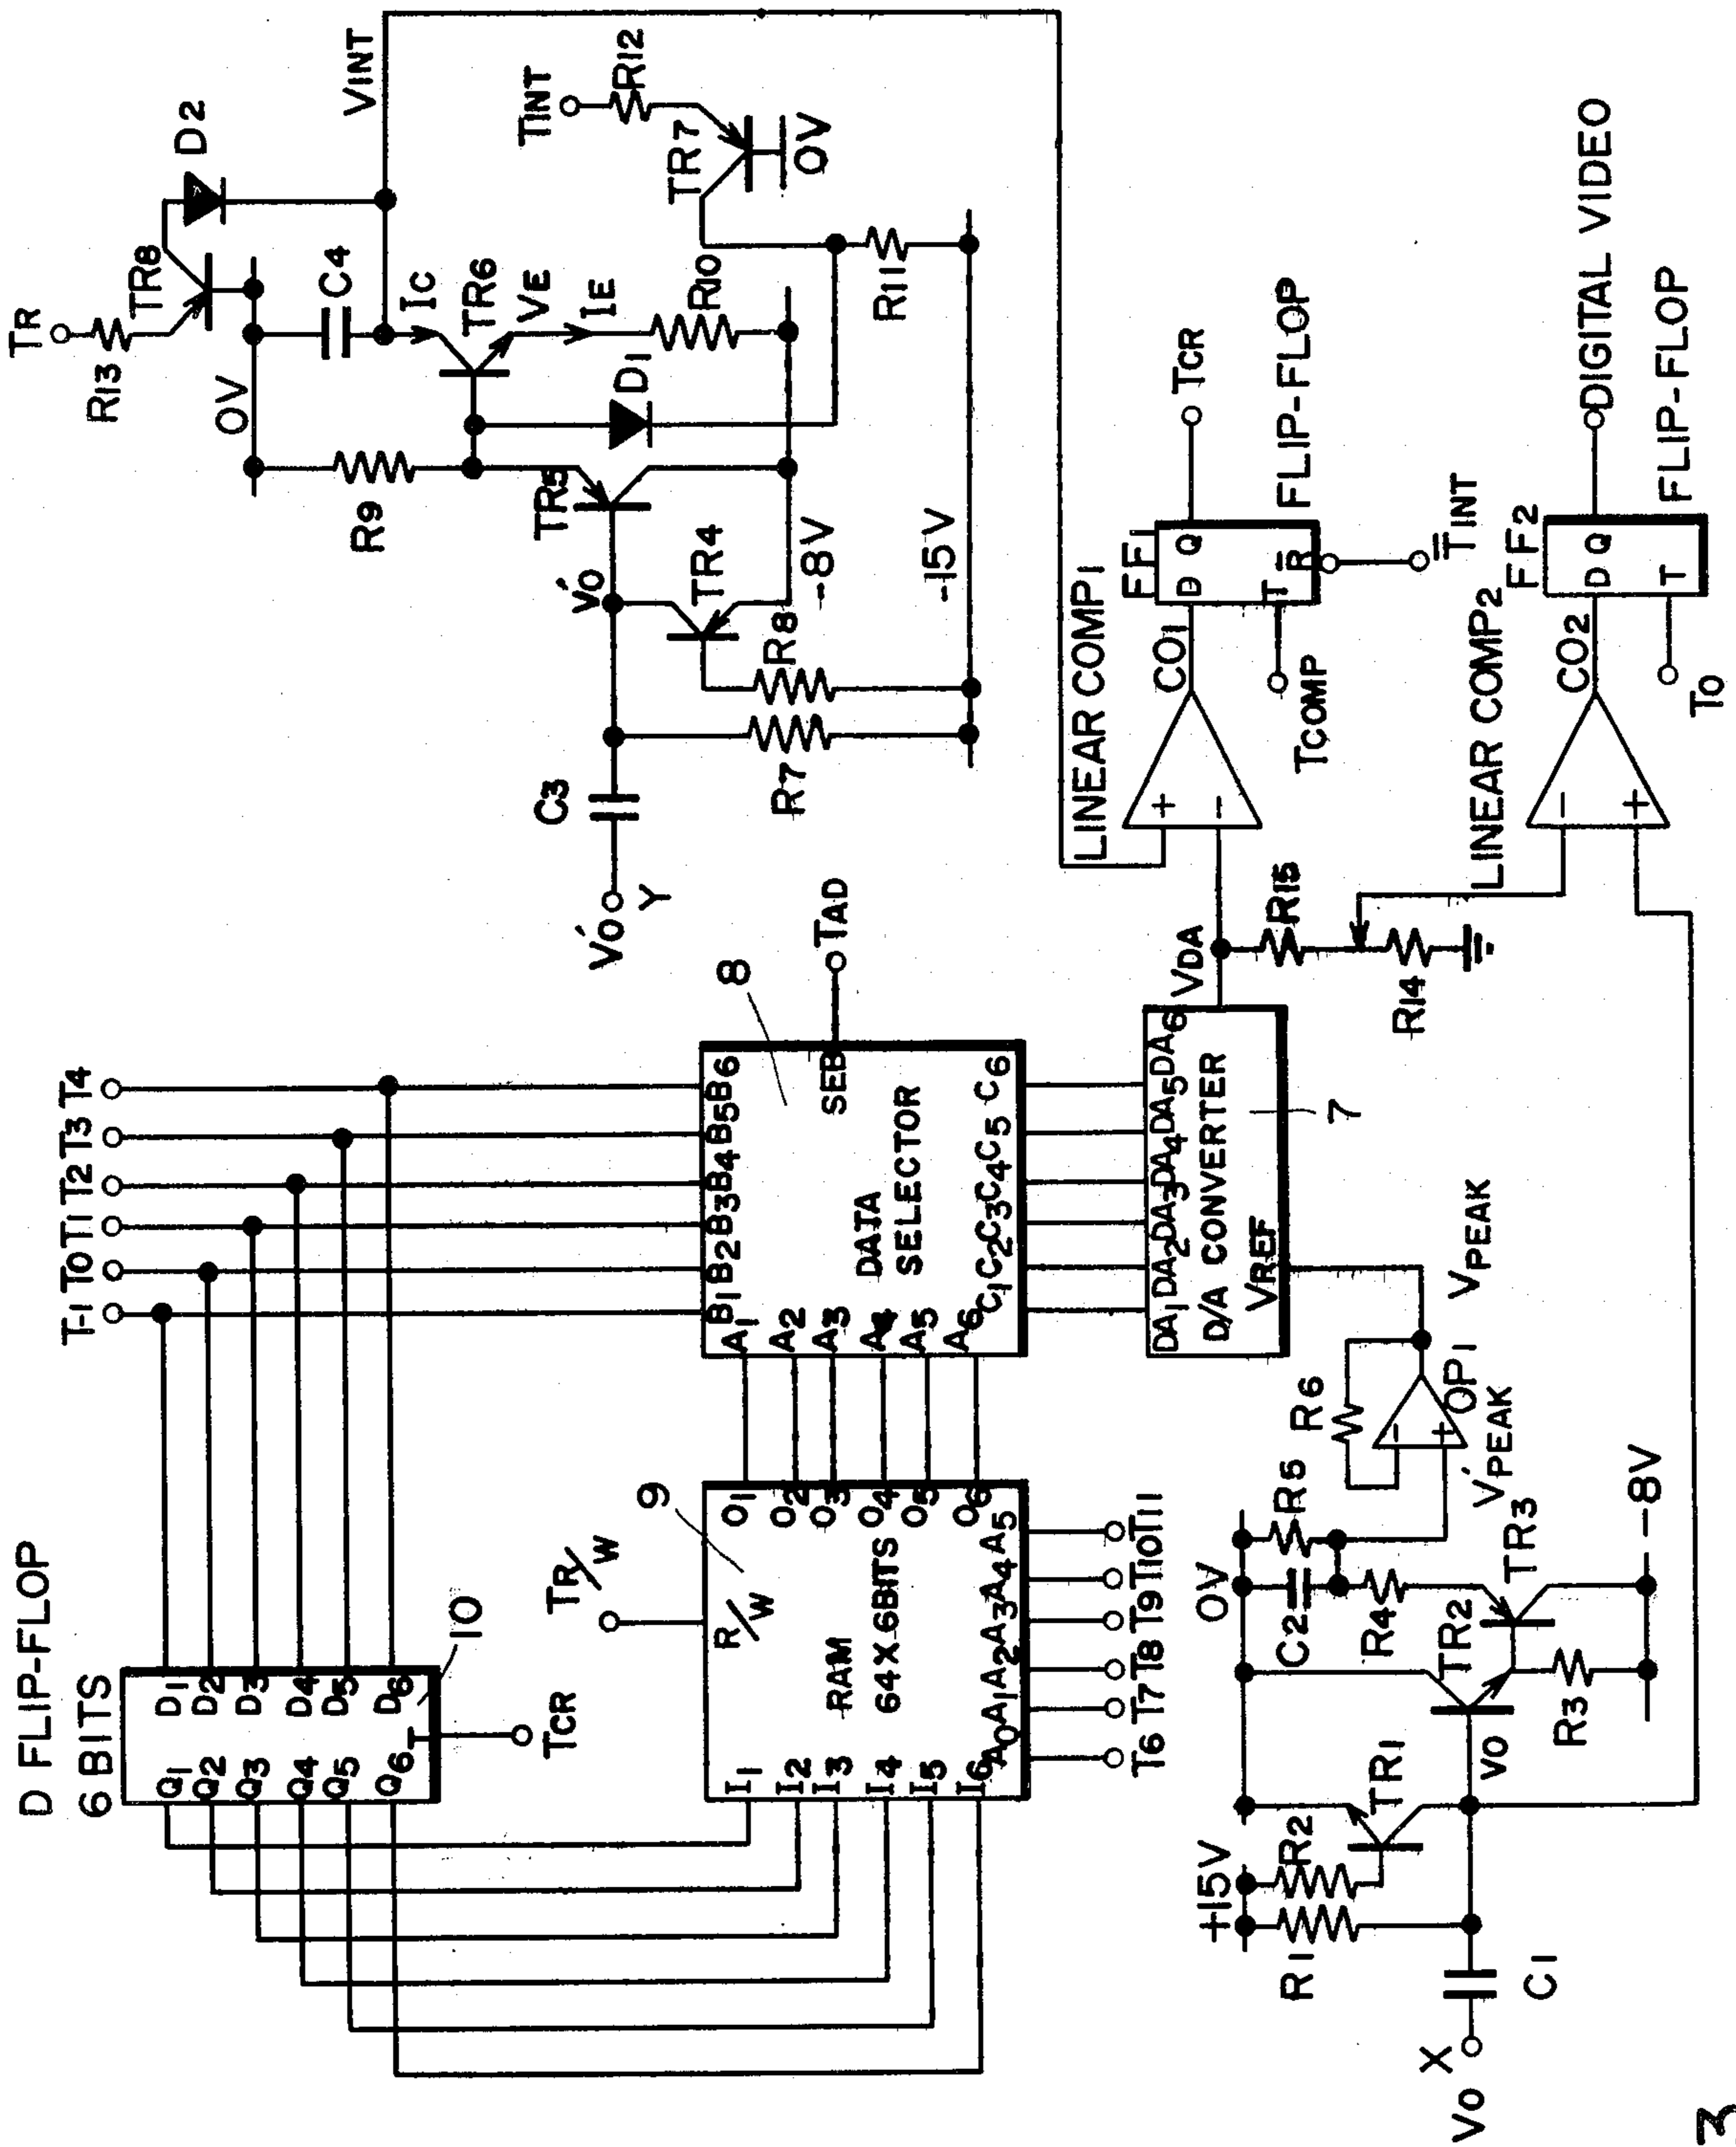 D FLIP-FLOP
6 BITS
Q1 Q2 Q3 Q4 Q5 Q6
D1 D2 D3 D4 D5 D6
T
10
TCR
T-1 T0 T1 T2 T3 T4
TR/W
9
R/W
RAM
64X6BITS
I1 I2 I3 I4 I5 I6
O1 O2 O3 O4 O5 O6
A0 A1 A2 A3 A4 A5
T6 T7 T8 T9 T10 T11
8
B1 B2 B3 B4 B5 B6
A1 A2 A3 A4 A5 A6
DATA
SELECTOR
SEB
TAD
C1 C2 C3 C4 C5 C6
DA1 DA2 DA3 DA4 DA5 DA6
D/A CONVERTER
VREF
7
VDA
R15
R14
TR
R13
TR8
D2
VINT
0V
C4
IC
TR6
VE
IE
R10
R9
D1
TR5
V'0
TR4
-8V
-15V
R8
R7
C3
V'0
Y
TINT
R12
TR7
0V
R11
LINEAR COMP1
+
-
CO1
FF1
D Q
T R
TCR
FLIP-FLOP
TCOMP
TINT
LINEAR COMP2
-
+
CO2
FF2
D Q
T
DIGITAL VIDEO
FLIP-FLOP
T0
+15V
R1
R2
TR1
V0
TR2
R3
TR3
-8V
0V
C2
R5
R4
V'PEAK
R6
-
+
OP1
VPEAK
V0
X
C1
3